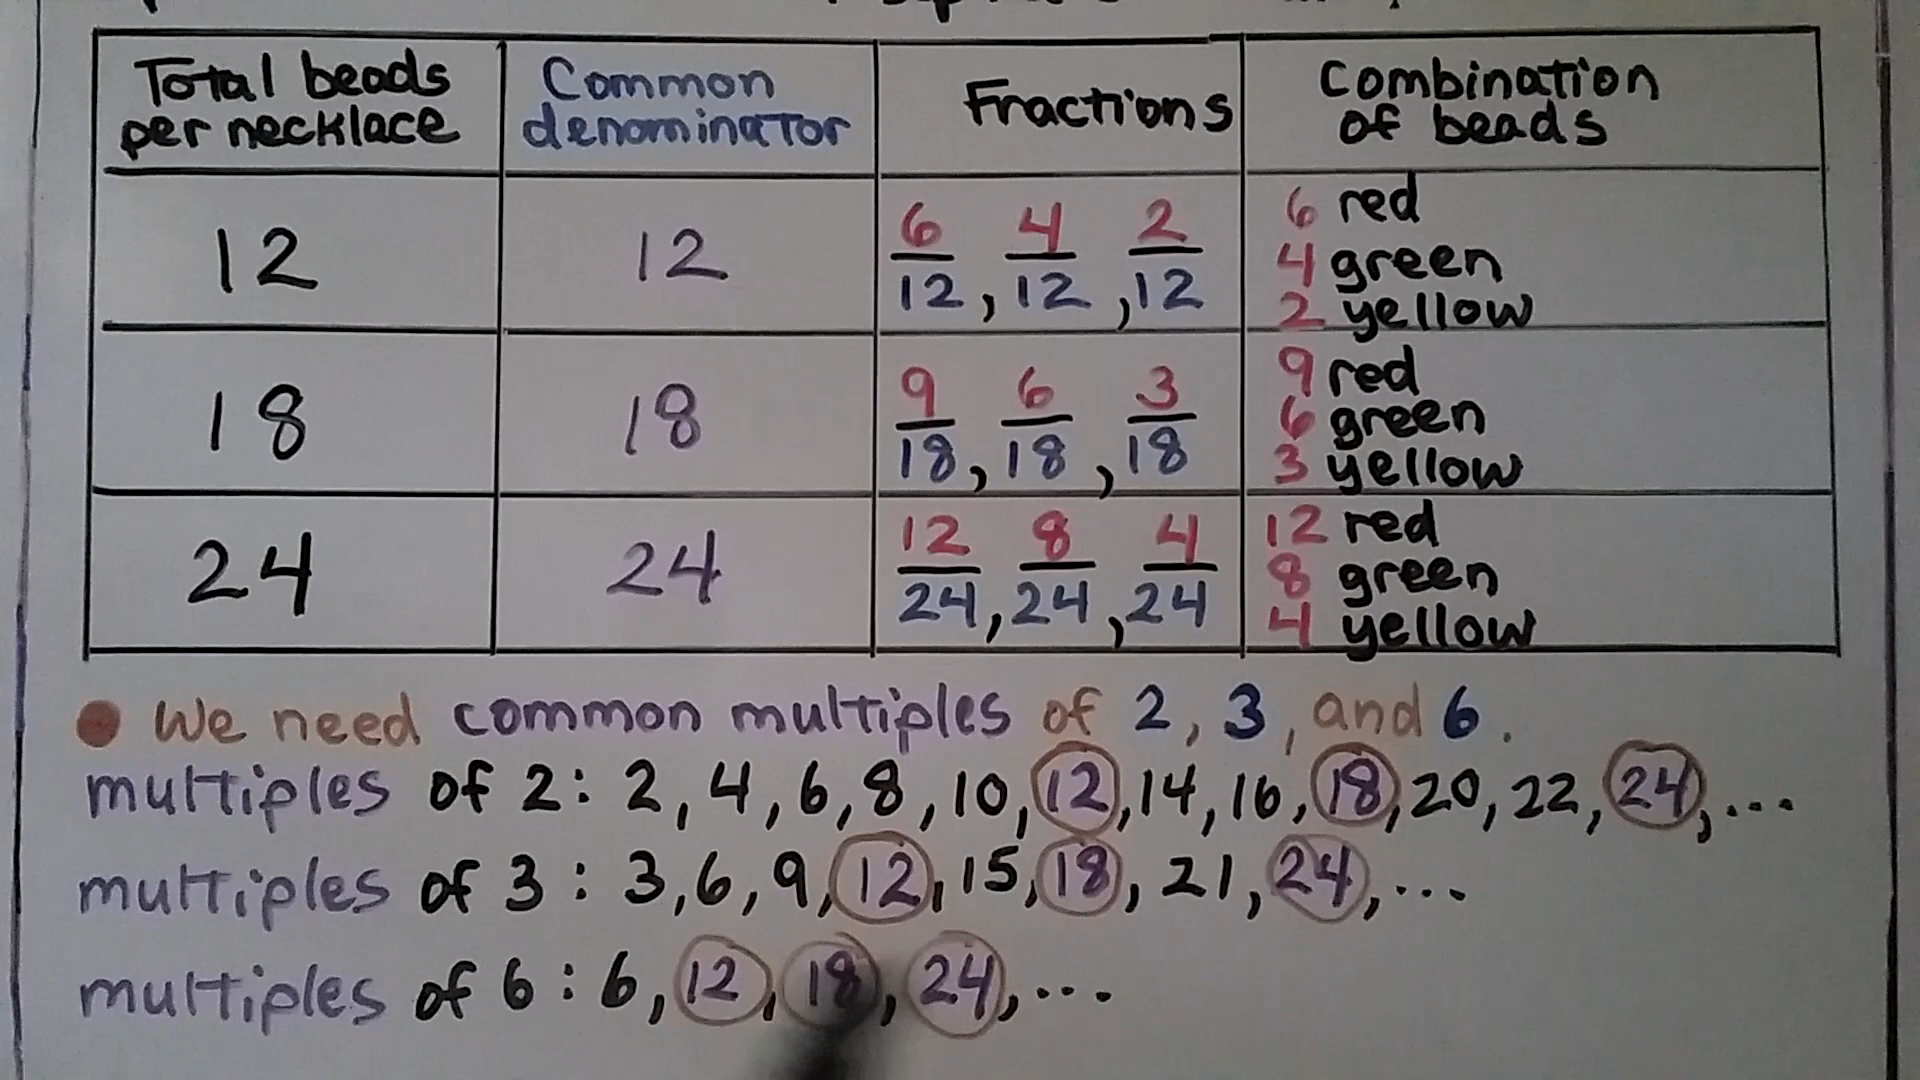 Total beads per necklace
Common denominator
Fractions
Combination of beads
12
12
6/12, 4/12, 2/12
6 red
4 green
2 yellow
18
18
9/18, 6/18, 3/18
9 red
6 green
3 yellow
24
24
12/24, 8/24, 4/24
12 red
8 green
4 yellow
We need common multiples of 2, 3, and 6.
multiples of 2: 2, 4, 6, 8, 10, 12, 14, 16, 18, 20, 22, 24, ...
multiples of 3: 3, 6, 9, 12, 15, 18, 21, 24, ...
multiples of 6: 6, 12, 18, 24, ...